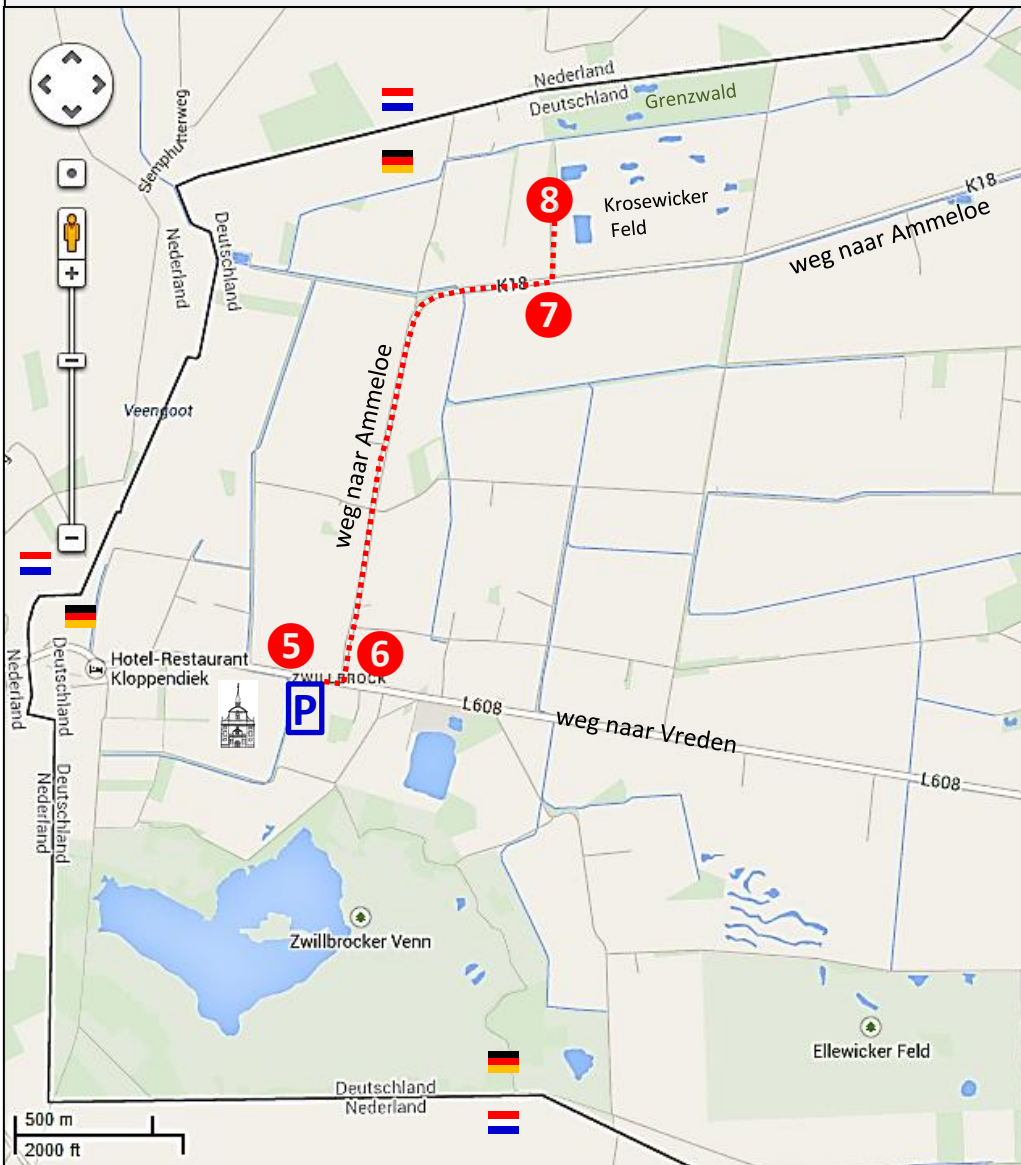 Nederland
Deutschland
Grenzwald
Slemphutterweg
8
Krosewicker
Feld
K18
weg naar Ammeloe
Deutschland
Nederland
K18
7
weg naar Ammeloe
Veengoot
5
6
Hotel-Restaurant
Kloppendiek
ZWILLBROCK
P
L608
weg naar Vreden
L608
Deutschland
Nederland
Deutschland
Nederland
Zwillbrocker Venn
Ellewicker Feld
Deutschland
Nederland
500 m
2000 ft